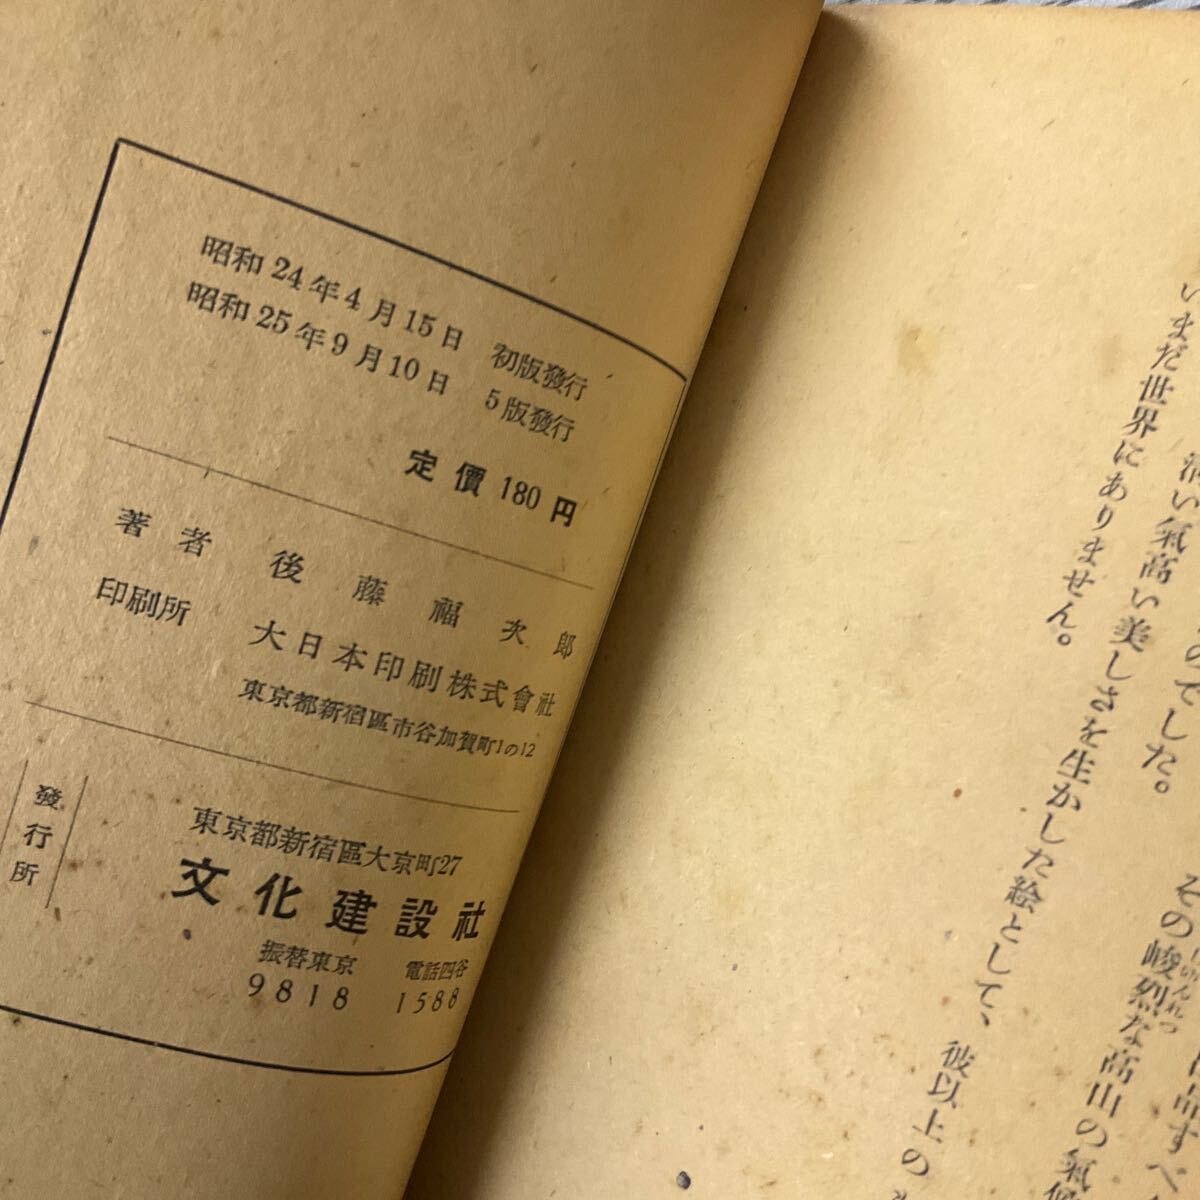 昭和24年4月15日 初版發行
昭和25年9月10日 5版發行
定價 180円
著者 後藤福次郎
印刷所 大日本印刷株式會社
東京都新宿區市谷加賀町1の12
發行所
東京都新宿區大京町27
文化建設社
振替東京 電話四谷
9818 1588
その峻烈な高山の氣
のでした。
い氣高い美しさを生かした絵として、彼以上の
いまだ世界にありません。